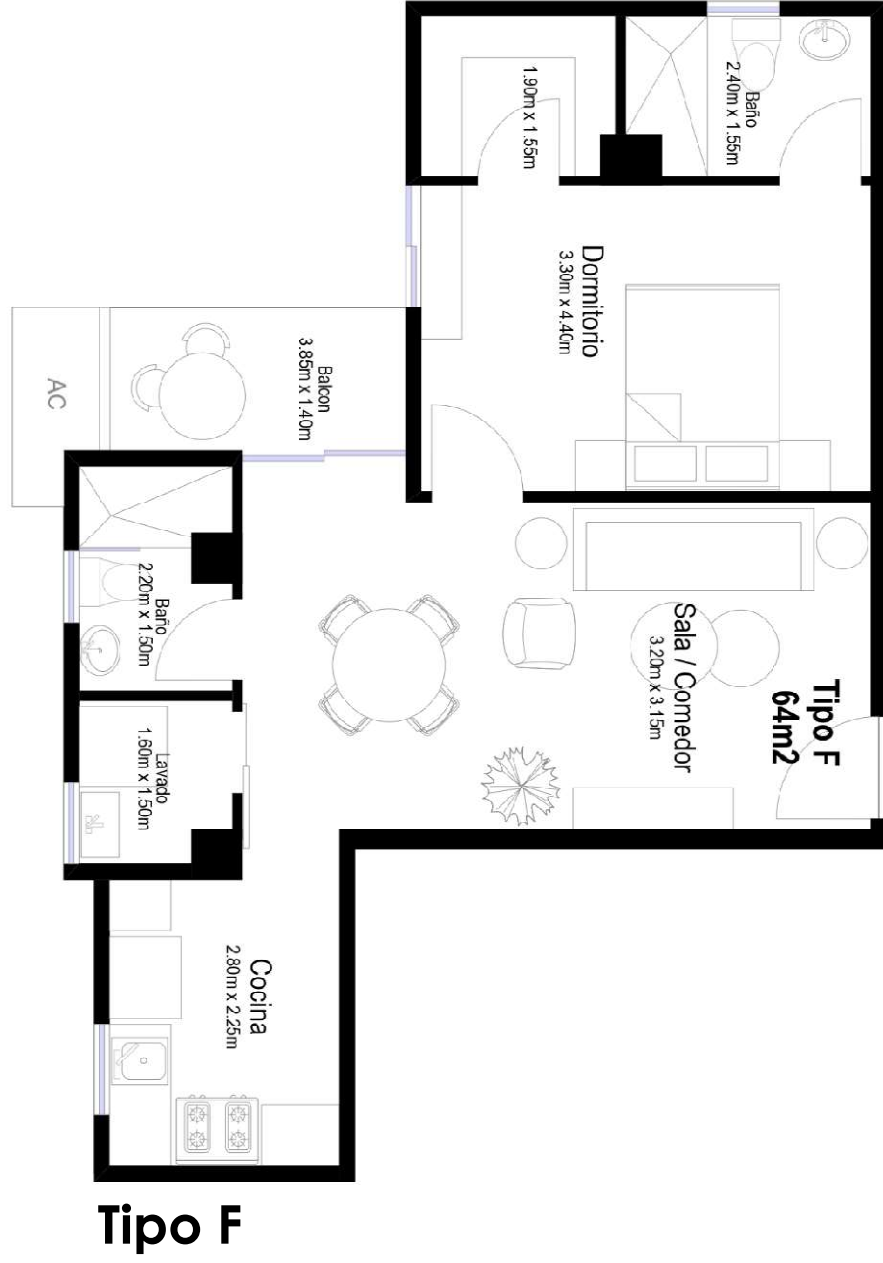 1.90m x 1.55m
Baño
2.40m x 1.55m
Dormitorio
3.30m x 4.40m
Balcon
3.85m x 1.40m
AC
Baño
2.20m x 1.50m
Sala / Comedor
3.20m x 3.15m
Tipo F
64m2
Lavado
1.60m x 1.50m
Cocina
2.80m x 2.25m
Tipo F